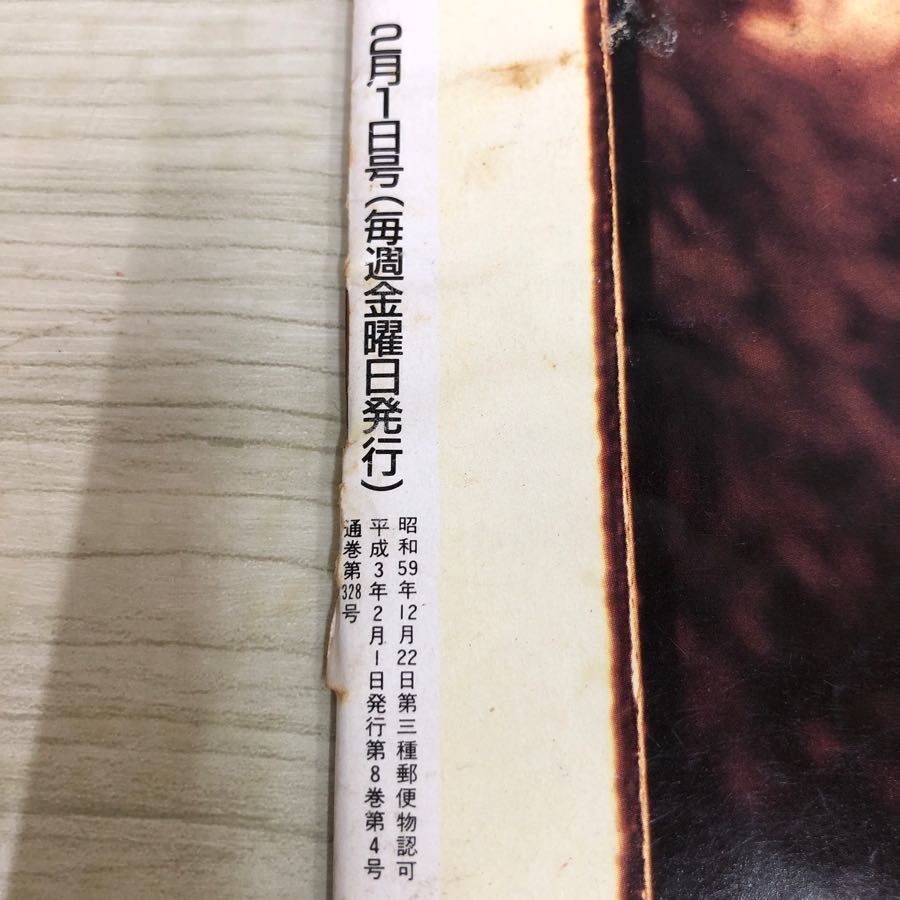 2月1日号(毎週金曜日発行)
昭和59年12月22日第三種郵便物認可
平成3年2月1日発行第8巻第4号
通巻第328号